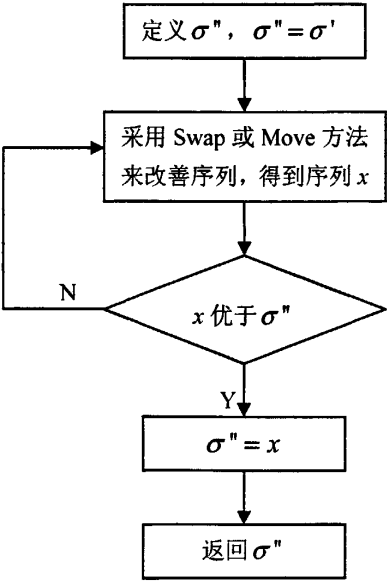 定义σ"，σ"=σ'
采用 Swap 或 Move 方法
来改善序列，得到序列 x
x 优于σ"
N
Y
σ"= x
返回σ"